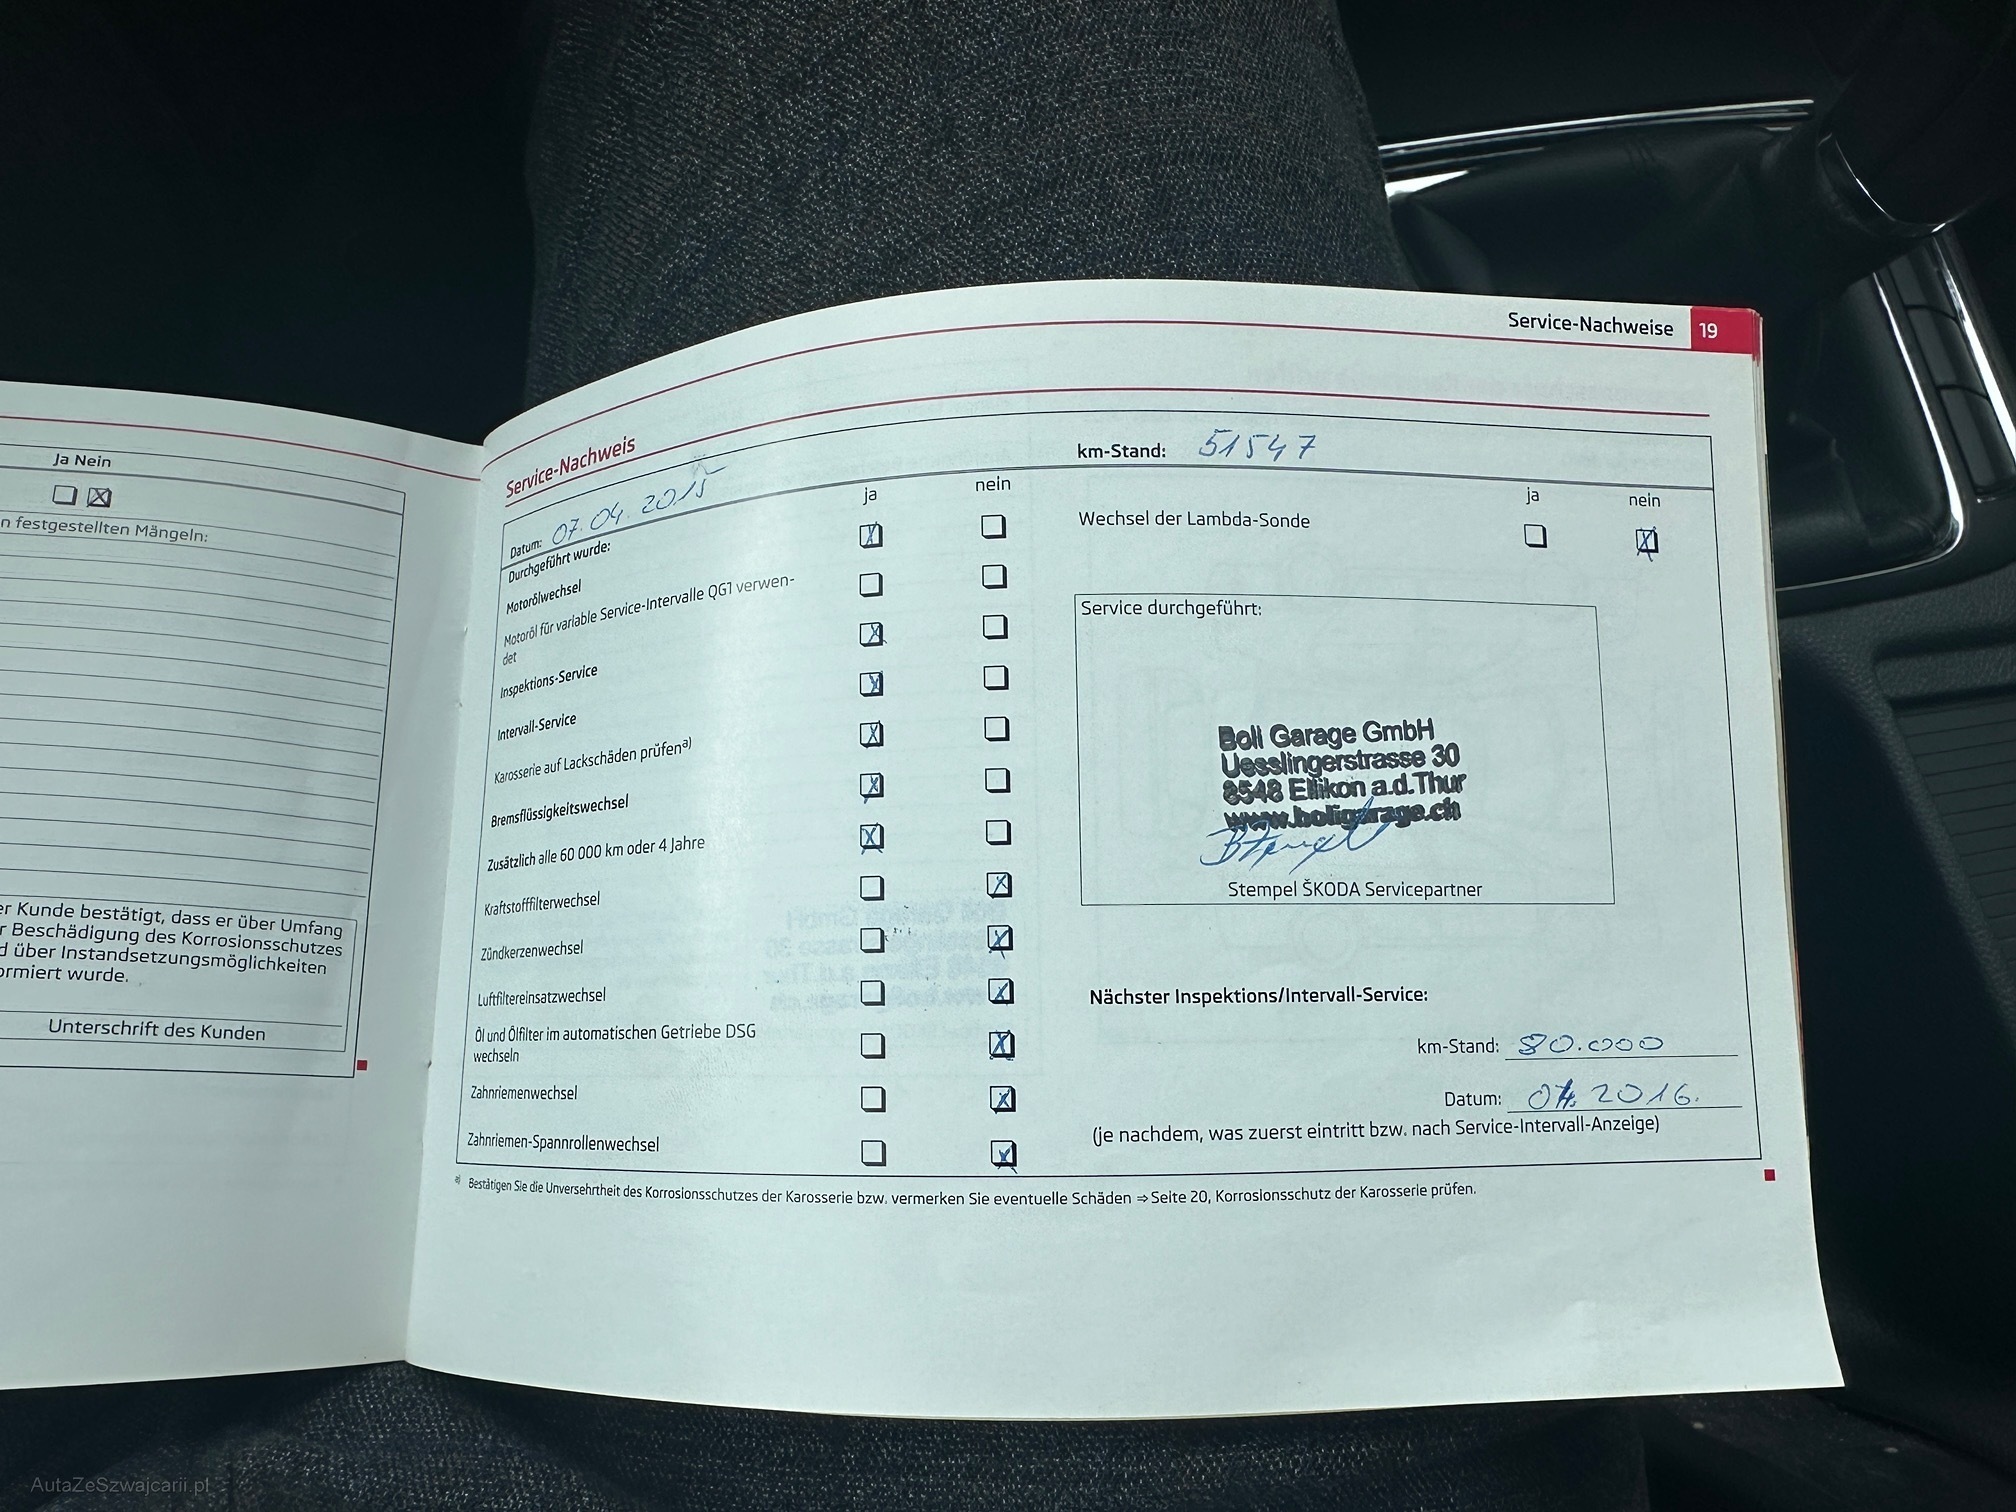 Ja Nein
n festgestellten Mängeln:
er Kunde bestätigt, dass er über Umfang
r Beschädigung des Korrosionsschutzes
d über Instandsetzungsmöglichkeiten
ormiert wurde.
Unterschrift des Kunden
Service-Nachweise 19
Service-Nachweis
Datum: 07.04.2015
km-Stand: 51547
Durchgeführt wurde:
ja nein
Motorölwechsel
Motoröl für variable Service-Intervalle QG1 verwen-
det
Inspektions-Service
Intervall-Service
Karosserie auf Lackschäden prüfen a)
Bremsflüssigkeitswechsel
Zusätzlich alle 60 000 km oder 4 Jahre
Kraftstofffilterwechsel
Zündkerzenwechsel
Luftfiltereinsatzwechsel
Öl und Ölfilter im automatischen Getriebe DSG
wechseln
Zahnriemenwechsel
Zahnriemen-Spannrollenwechsel
ja nein
Wechsel der Lambda-Sonde
Service durchgeführt:
Boli Garage GmbH
Uesslingerstrasse 30
8548 Ellikon a.d.Thur
www.boligarage.ch
Stempel ŠKODA Servicepartner
Nächster Inspektions/Intervall-Service:
km-Stand: 80.000
Datum: 04. 2016.
(je nachdem, was zuerst eintritt bzw. nach Service-Intervall-Anzeige)
a) Bestätigen Sie die Unversehrtheit des Korrosionsschutzes der Karosserie bzw. vermerken Sie eventuelle Schäden ⇒ Seite 20, Korrosionsschutz der Karosserie prüfen.
AutaZeSzwajcarii.pl